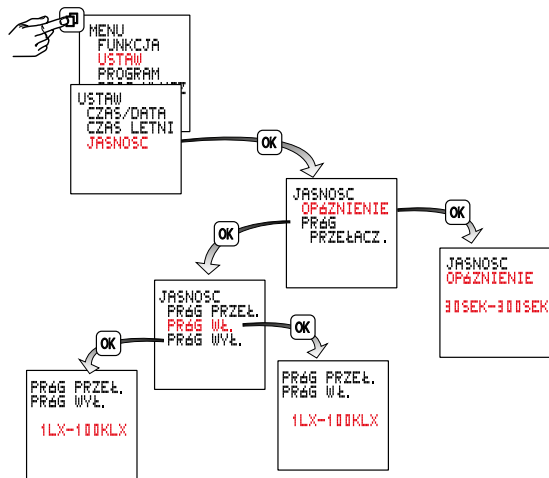 MENU
FUNKCJA
USTAW
PROGRAM
USTAW
CZAS/DATA
CZAS LETNI
JASNOSC
OK
JASNOSC
OPóZNIENIE
PRóG
PRZEŁACZ.
OK
OK
JASNOSC
OPóZNIENIE
30SEK-300SEK
JASNOSC
PRóG PRZEŁ.
PRóG WŁ.
PRóG WYŁ.
OK
OK
PRóG PRZEŁ.
PRóG WYŁ.
1LX-100KLX
PRóG PRZEŁ.
PRóG WŁ.
1LX-100KLX